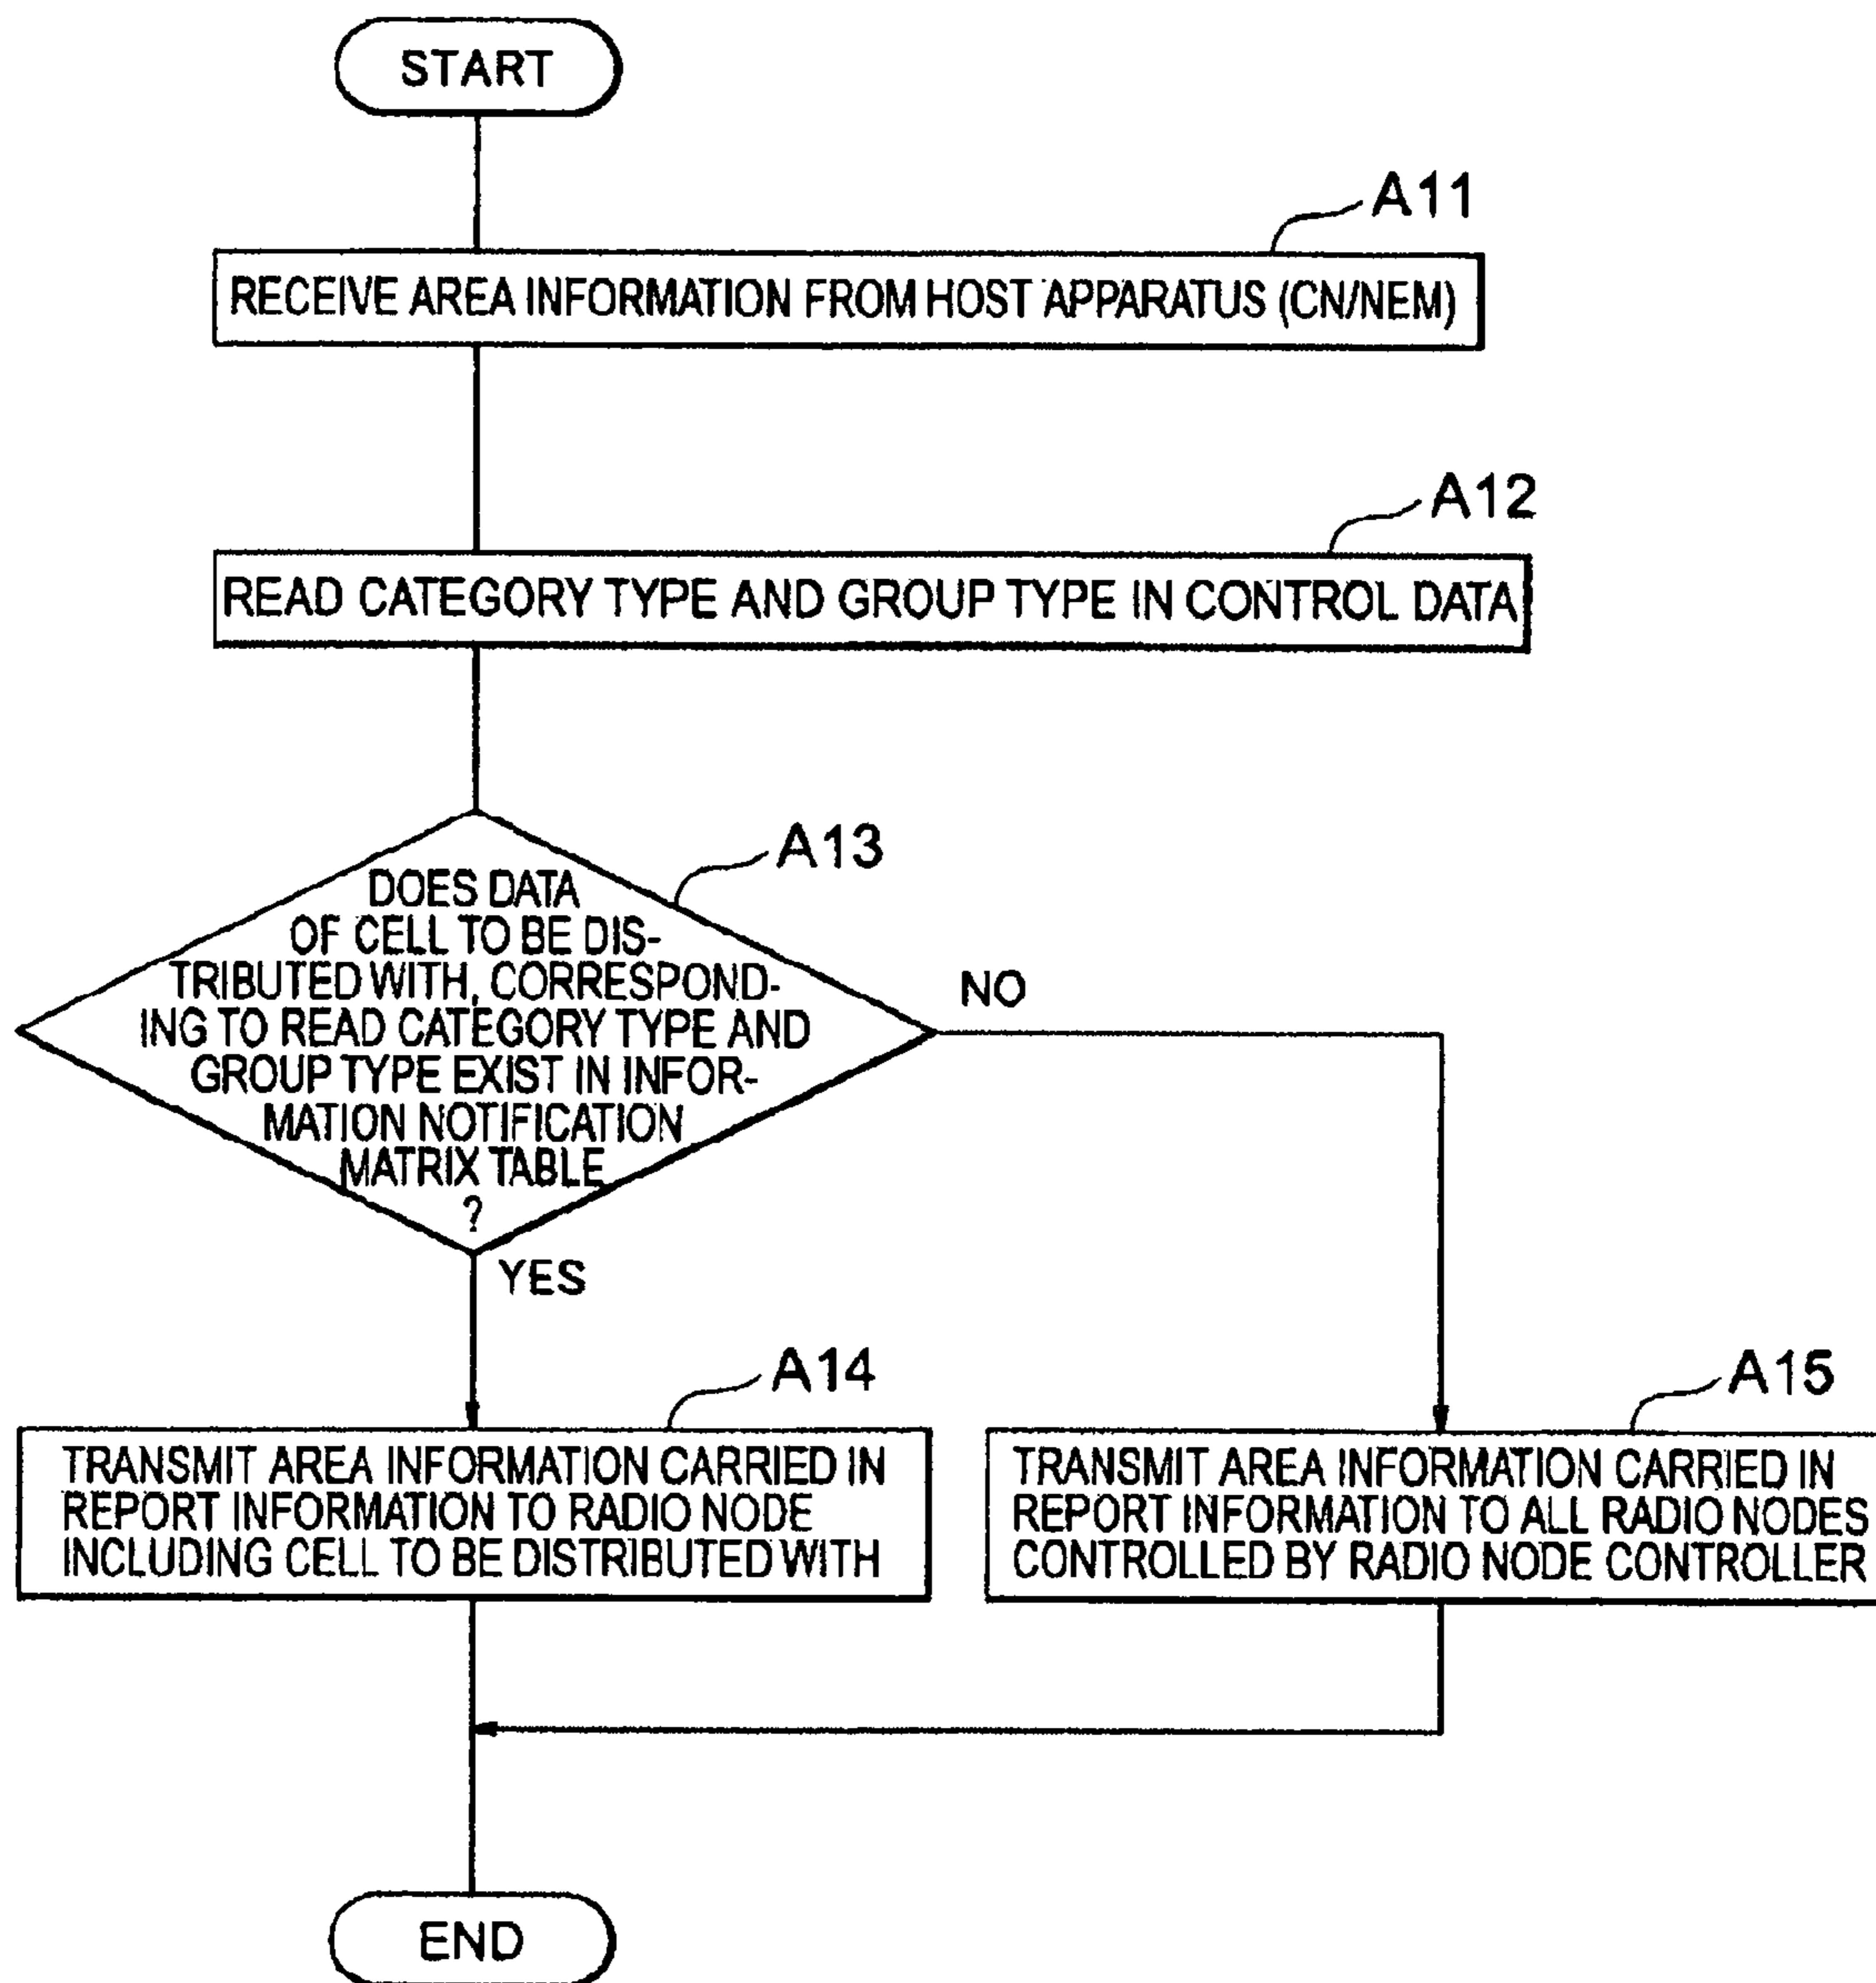 START
A11
RECEIVE AREA INFORMATION FROM HOST APPARATUS (CN/NEM)
A12
READ CATEGORY TYPE AND GROUP TYPE IN CONTROL DATA
A13
DOES DATA
OF CELL TO BE DIS-
TRIBUTED WITH, CORRESPOND-
ING TO READ CATEGORY TYPE AND
GROUP TYPE EXIST IN INFOR-
MATION NOTIFICATION
MATRIX TABLE
?
NO
YES
A14
TRANSMIT AREA INFORMATION CARRIED IN
REPORT INFORMATION TO RADIO NODE
INCLUDING CELL TO BE DISTRIBUTED WITH
A15
TRANSMIT AREA INFORMATION CARRIED IN
REPORT INFORMATION TO ALL RADIO NODES
CONTROLLED BY RADIO NODE CONTROLLER
END